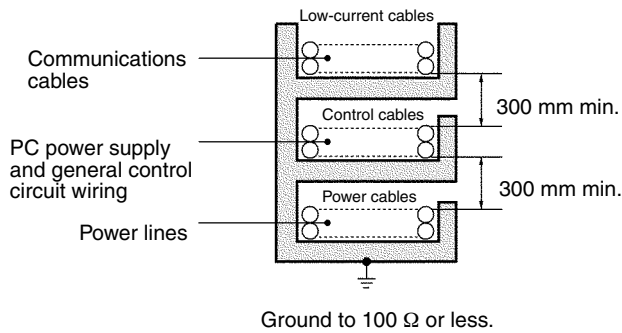 Low-current cables
Communications
cables
300 mm min.
Control cables
PC power supply
and general control
circuit wiring
300 mm min.
Power cables
Power lines
Ground to 100 Ω or less.